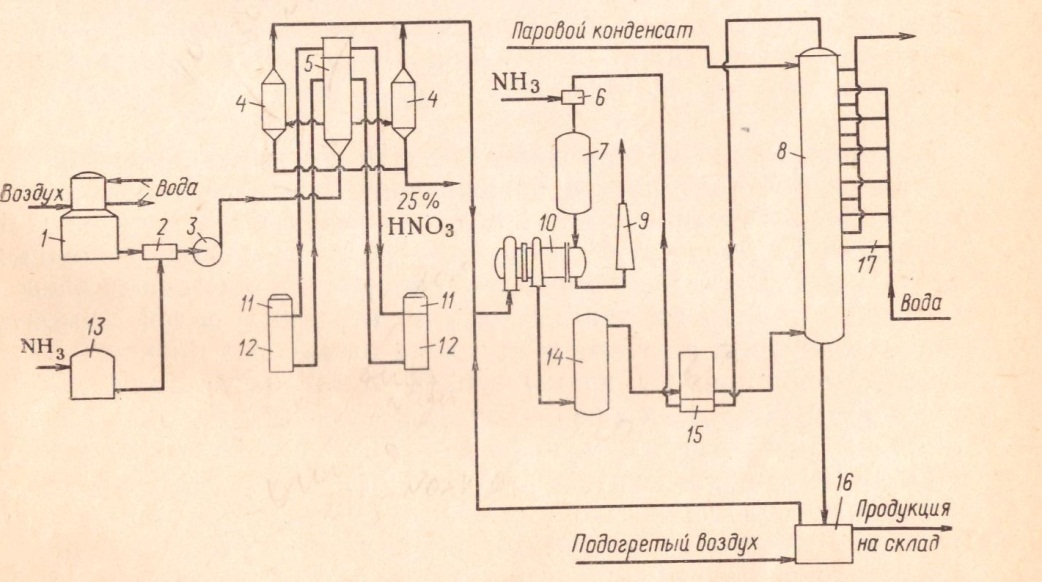 Паровой конденсат
5
4
4
NH3
6
7
8
Воздух
Вода
25%
HNO3
1
2
3
10
9
17
11
11
12
12
Вода
NH3
13
14
15
16
Продукция
на склад
Подогретый воздух